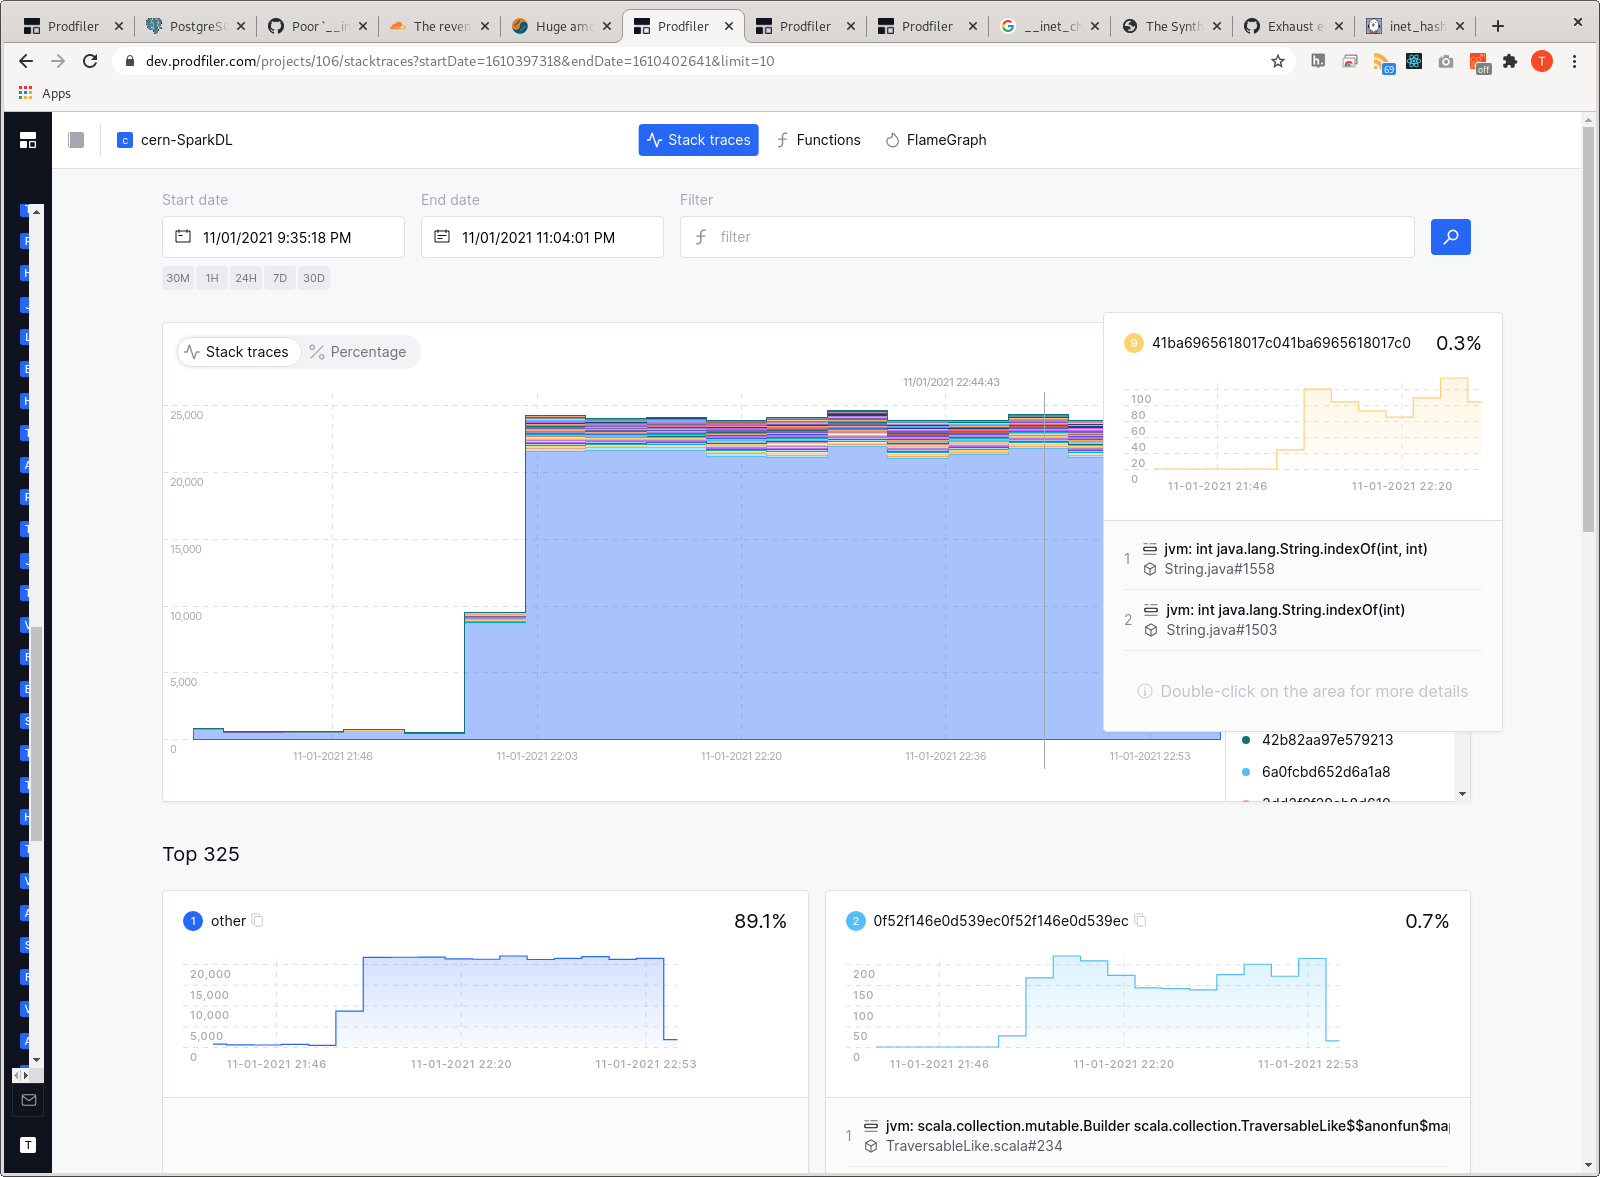 Prodfiler
PostgreS
Poor `__in
The reven
Huge amo
Prodfiler
Prodfiler
Prodfiler
__inet_ch
The Synth
Exhaust e
inet_hash
dev.prodfiler.com/projects/106/stacktraces?startDate=1610397318&endDate=1610402641&limit=10
69
off
T
Apps
c cern-SparkDL
Stack traces
Functions
FlameGraph
Start date
End date
Filter
11/01/2021 9:35:18 PM
11/01/2021 11:04:01 PM
filter
30M 1H 24H 7D 30D
Stack traces
Percentage
11/01/2021 22:44:43
25,000
20,000
15,000
10,000
5,000
0
11-01-2021 21:46
11-01-2021 22:03
11-01-2021 22:20
11-01-2021 22:36
11-01-2021 22:53
9 41ba6965618017c041ba6965618017c0 0.3%
100
80
60
40
20
0
11-01-2021 21:46
11-01-2021 22:20
1 jvm: int java.lang.String.indexOf(int, int)
String.java#1558
2 jvm: int java.lang.String.indexOf(int)
String.java#1503
Double-click on the area for more details
42b82aa97e579213
6a0fcbd652d6a1a8
Top 325
1 other 89.1%
20,000
15,000
10,000
5,000
0
11-01-2021 21:46
11-01-2021 22:20
11-01-2021 22:53
2 0f52f146e0d539ec0f52f146e0d539ec 0.7%
200
150
100
50
0
11-01-2021 21:46
11-01-2021 22:20
11-01-2021 22:53
1 jvm: scala.collection.mutable.Builder scala.collection.TraversableLike$$anonfun$ma
TraversableLike.scala#234
T